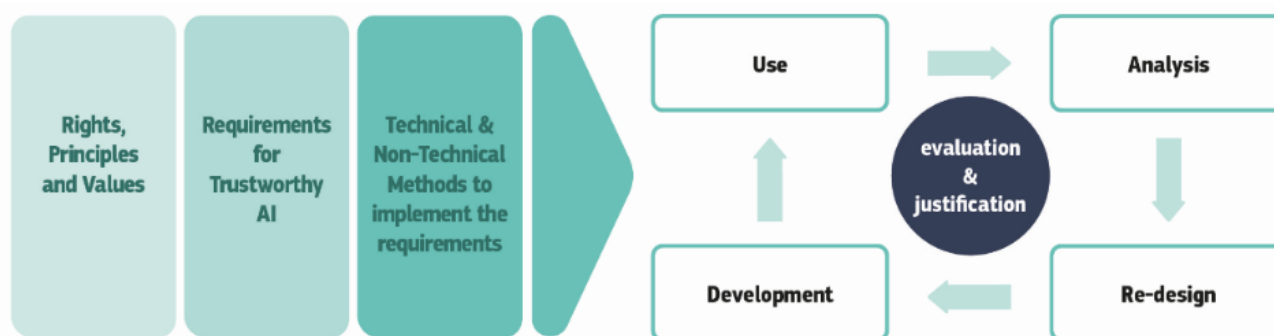 Rights,
Principles
and Values
Requirements
for
Trustworthy
AI
Technical &
Non-Technical
Methods to
implement the
requirements
Use
Analysis
evaluation
&
justification
Development
Re-design